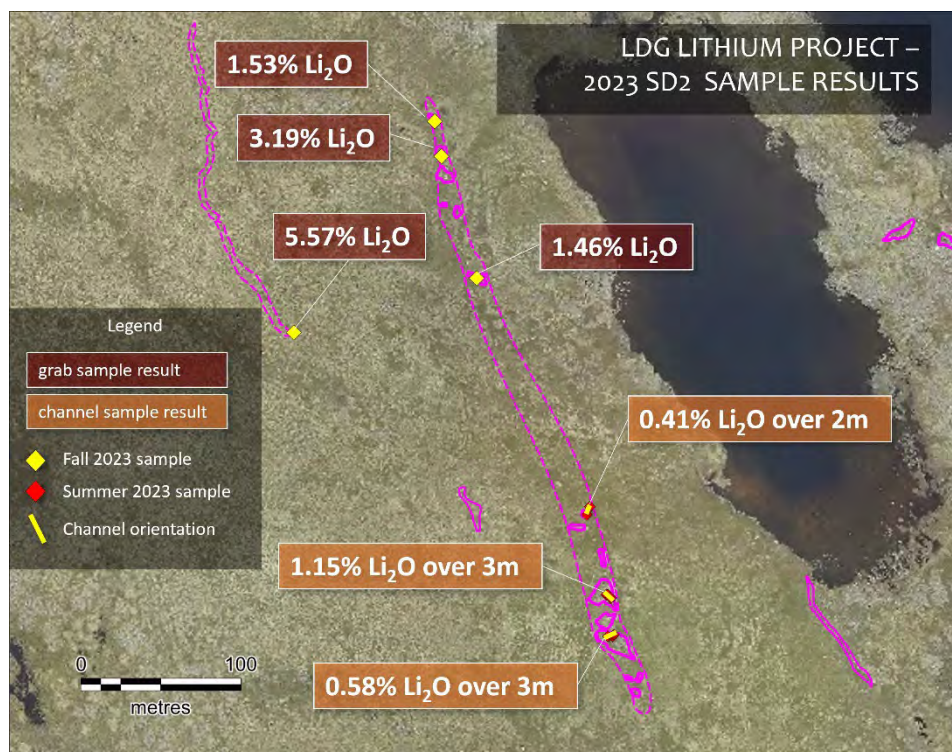 LDG LITHIUM PROJECT –
2023 SD2 SAMPLE RESULTS
1.53% Li₂O
3.19% Li₂O
5.57% Li₂O
1.46% Li₂O
Legend
grab sample result
channel sample result
Fall 2023 sample
Summer 2023 sample
Channel orientation
0.41% Li₂O over 2m
1.15% Li₂O over 3m
0.58% Li₂O over 3m
0 100
metres